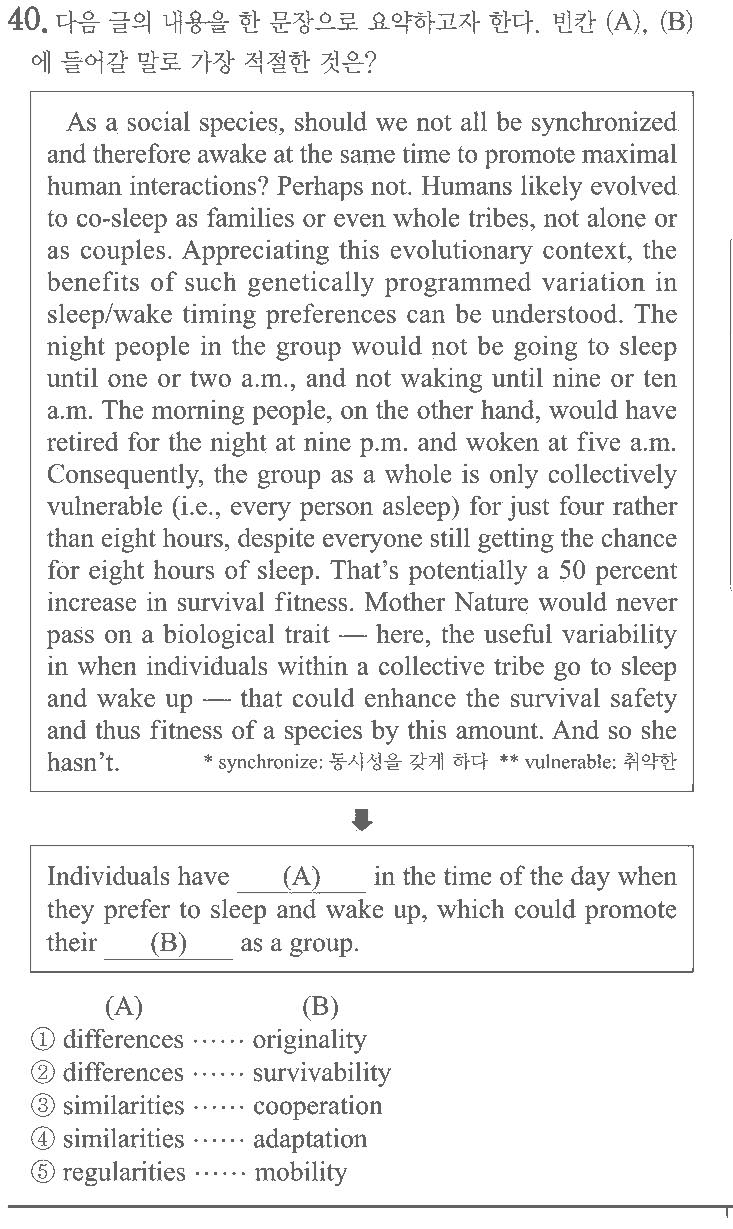 40. 다음 글의 내용을 한 문장으로 요약하고자 한다. 빈칸 (A), (B)
에 들어갈 말로 가장 적절한 것은?
As a social species, should we not all be synchronized
and therefore awake at the same time to promote maximal
human interactions? Perhaps not. Humans likely evolved
to co-sleep as families or even whole tribes, not alone or
as couples. Appreciating this evolutionary context, the
benefits of such genetically programmed variation in
sleep/wake timing preferences can be understood. The
night people in the group would not be going to sleep
until one or two a.m., and not waking until nine or ten
a.m. The morning people, on the other hand, would have
retired for the night at nine p.m. and woken at five a.m.
Consequently, the group as a whole is only collectively
vulnerable (i.e., every person asleep) for just four rather
than eight hours, despite everyone still getting the chance
for eight hours of sleep. That's potentially a 50 percent
increase in survival fitness. Mother Nature would never
pass on a biological trait — here, the useful variability
in when individuals within a collective tribe go to sleep
and wake up — that could enhance the survival safety
and thus fitness of a species by this amount. And so she
hasn't. * synchronize: 동시성을 갖게 하다 ** vulnerable: 취약한
Individuals have (A) in the time of the day when
they prefer to sleep and wake up, which could promote
their (B) as a group.
(A) (B)
① differences …… originality
② differences …… survivability
③ similarities …… cooperation
④ similarities …… adaptation
⑤ regularities …… mobility